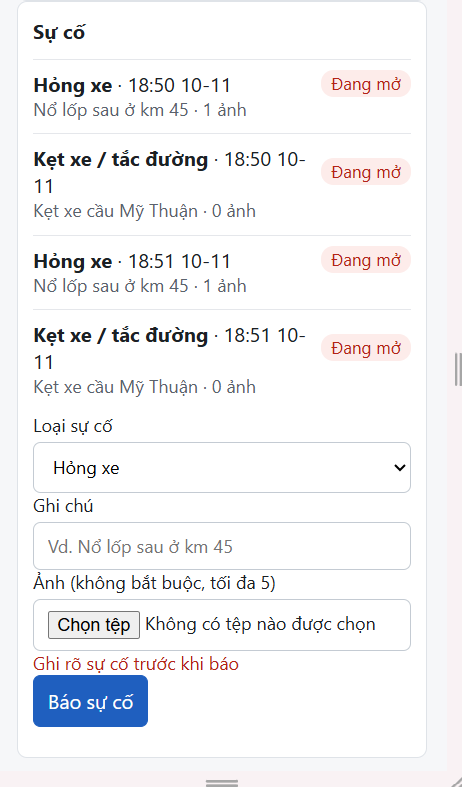 Sự cố
Hỏng xe · 18:50 10-11
Đang mở
Nổ lốp sau ở km 45 · 1 ảnh
Kẹt xe / tắc đường · 18:50 10-
11
Đang mở
Kẹt xe cầu Mỹ Thuận · 0 ảnh
Hỏng xe · 18:51 10-11
Đang mở
Nổ lốp sau ở km 45 · 1 ảnh
Kẹt xe / tắc đường · 18:51 10-
11
Đang mở
Kẹt xe cầu Mỹ Thuận · 0 ảnh
Loại sự cố
Hỏng xe
Ghi chú
Vd. Nổ lốp sau ở km 45
Ảnh (không bắt buộc, tối đa 5)
Chọn tệp Không có tệp nào được chọn
Ghi rõ sự cố trước khi báo
Báo sự cố